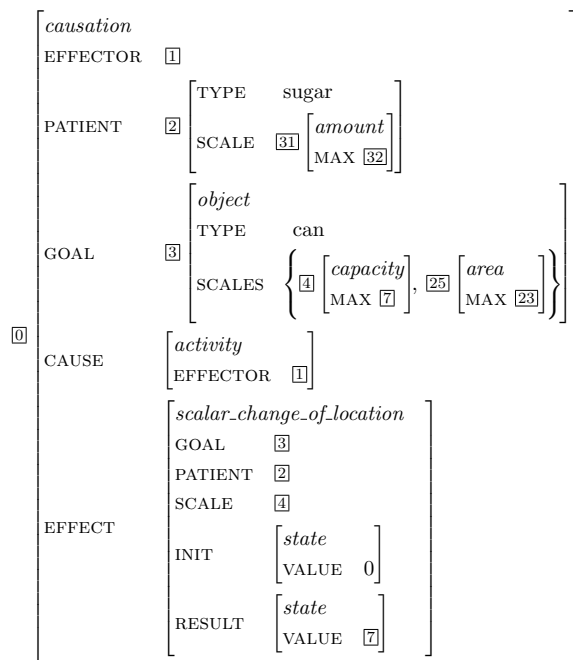 causation
EFFECTOR 1
TYPE sugar
PATIENT 2
amount
SCALE 31
MAX 32
object
TYPE can
GOAL 3
capacity area
SCALES { 4 , 25 }
MAX 7 MAX 23
0
activity
CAUSE
EFFECTOR 1
scalar_change_of_location
GOAL 3
PATIENT 2
SCALE 4
EFFECT
state
INIT
VALUE 0
state
RESULT
VALUE 7